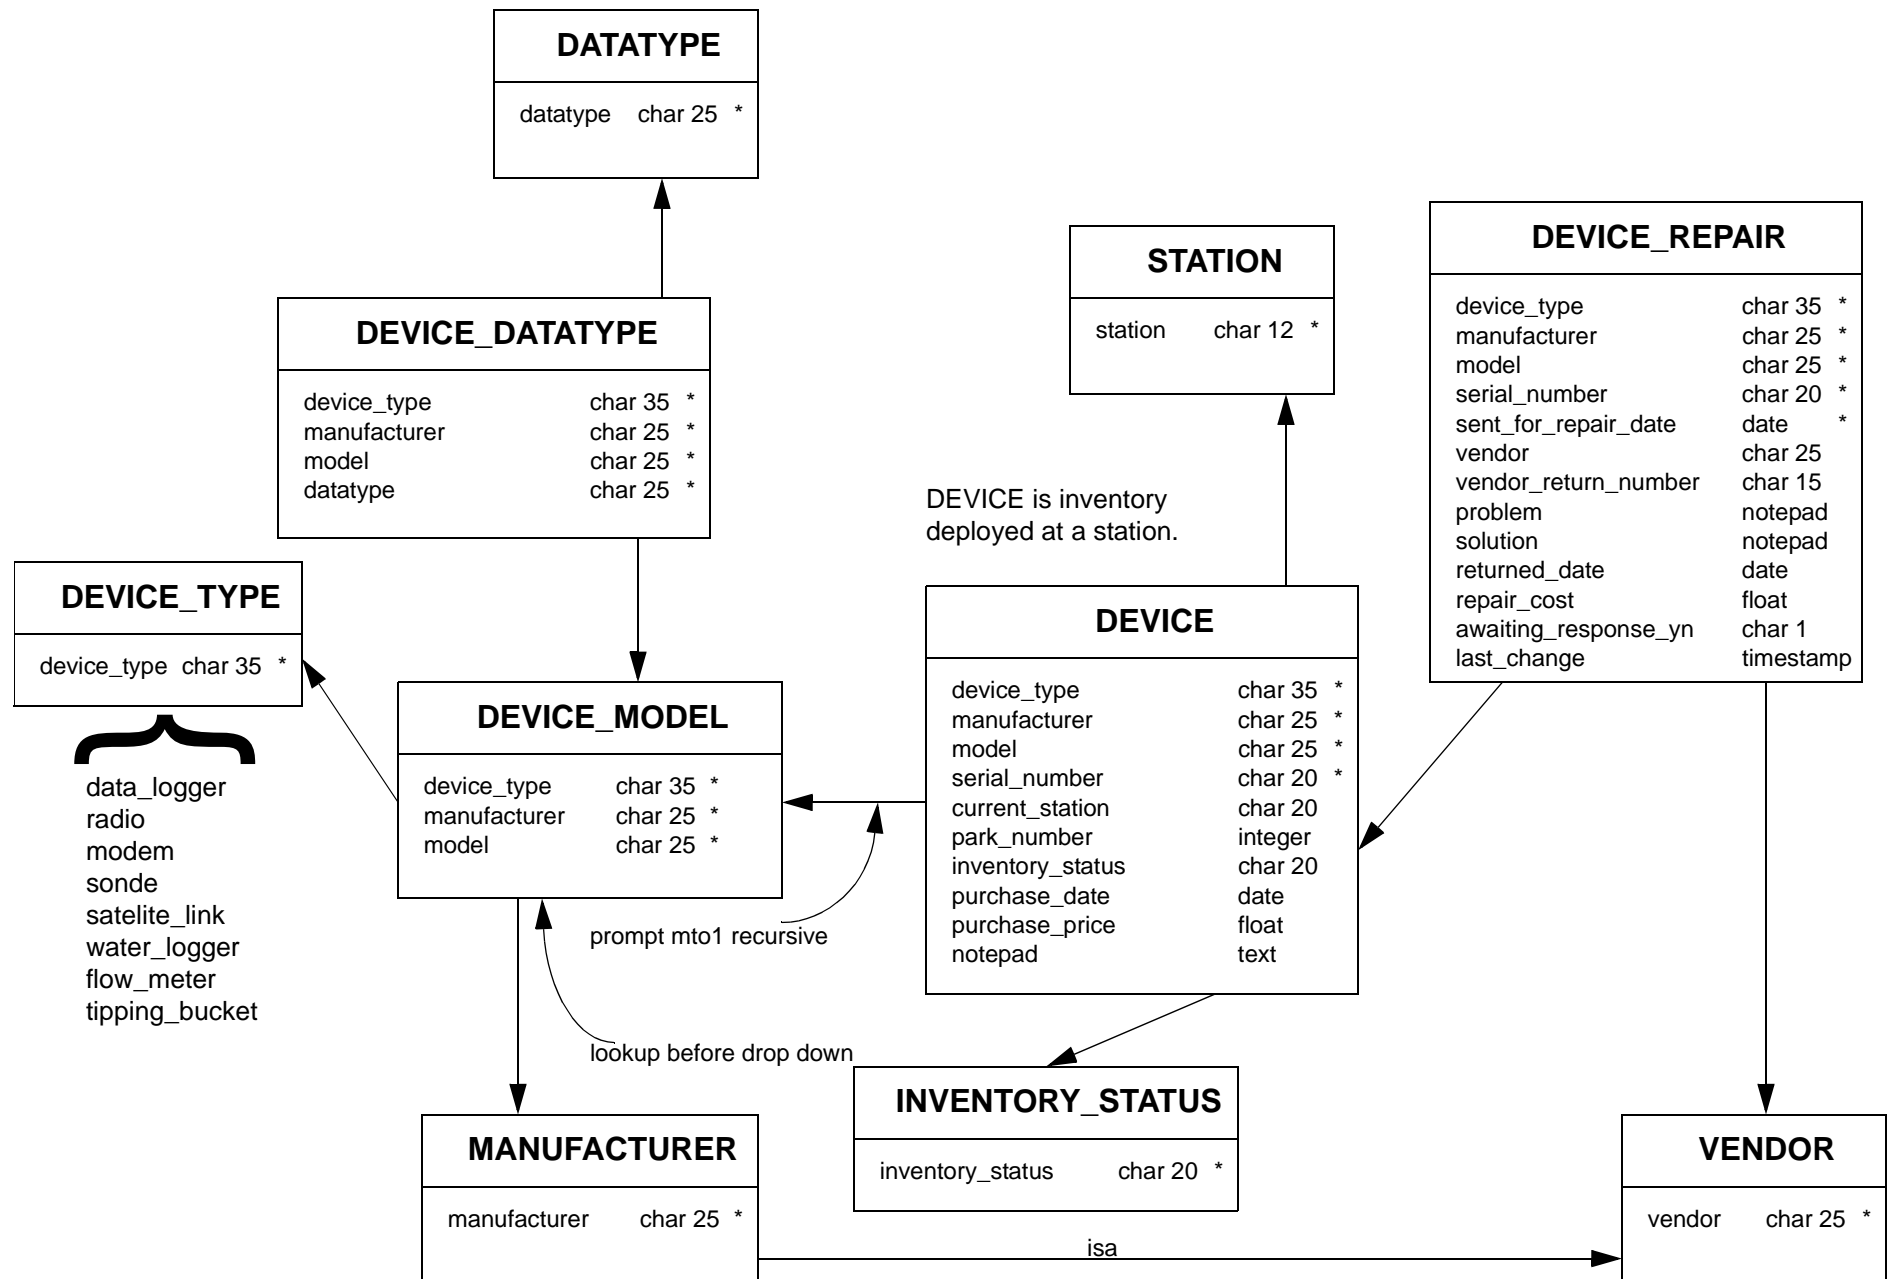 DATATYPE
datatype char 25 *
STATION
station char 12 *
DEVICE_REPAIR
device_type char 35 *
manufacturer char 25 *
model char 25 *
serial_number char 20 *
sent_for_repair_date date *
vendor char 25
vendor_return_number char 15
problem notepad
solution notepad
returned_date date
repair_cost float
awaiting_response_yn char 1
last_change timestamp
DEVICE_DATATYPE
device_type char 35 *
manufacturer char 25 *
model char 25 *
datatype char 25 *
DEVICE is inventory
deployed at a station.
DEVICE_TYPE
device_type char 35 *
data_logger
radio
modem
sonde
satelite_link
water_logger
flow_meter
tipping_bucket
DEVICE_MODEL
device_type char 35 *
manufacturer char 25 *
model char 25 *
DEVICE
device_type char 35 *
manufacturer char 25 *
model char 25 *
serial_number char 20 *
current_station char 20
park_number integer
inventory_status char 20
purchase_date date
purchase_price float
notepad text
prompt mto1 recursive
lookup before drop down
MANUFACTURER
manufacturer char 25 *
INVENTORY_STATUS
inventory_status char 20 *
isa
VENDOR
vendor char 25 *